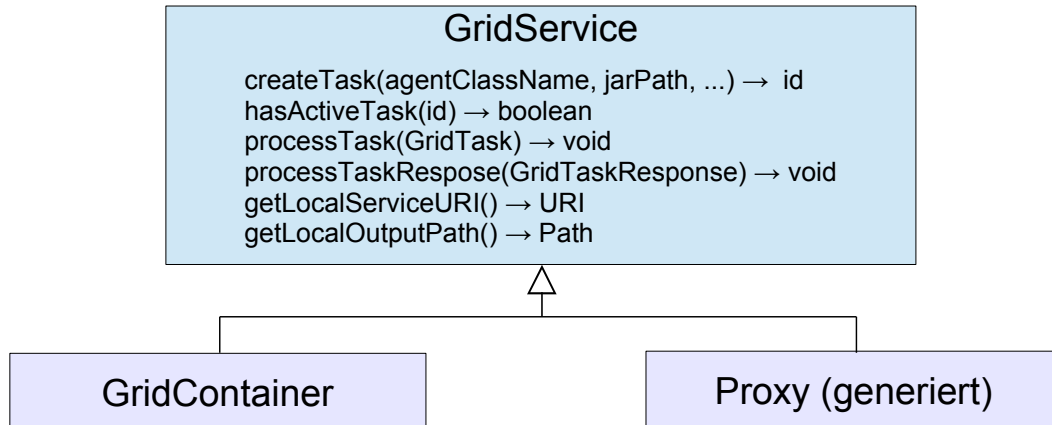 GridService
createTask(agentClassName, jarPath, ...) → id
hasActiveTask(id) → boolean
processTask(GridTask) → void
processTaskRespose(GridTaskResponse) → void
getLocalServiceURI() → URI
getLocalOutputPath() → Path
GridContainer
Proxy (generiert)